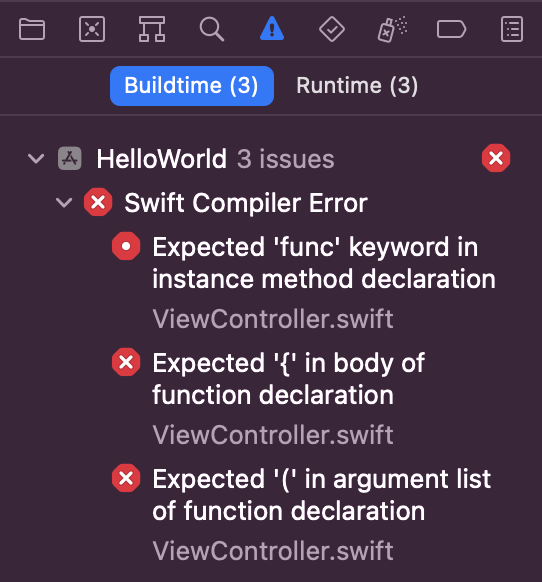 Buildtime (3) Runtime (3)
HelloWorld 3 issues
Swift Compiler Error
Expected 'func' keyword in
instance method declaration
ViewController.swift
Expected '{' in body of
function declaration
ViewController.swift
Expected '(' in argument list
of function declaration
ViewController.swift